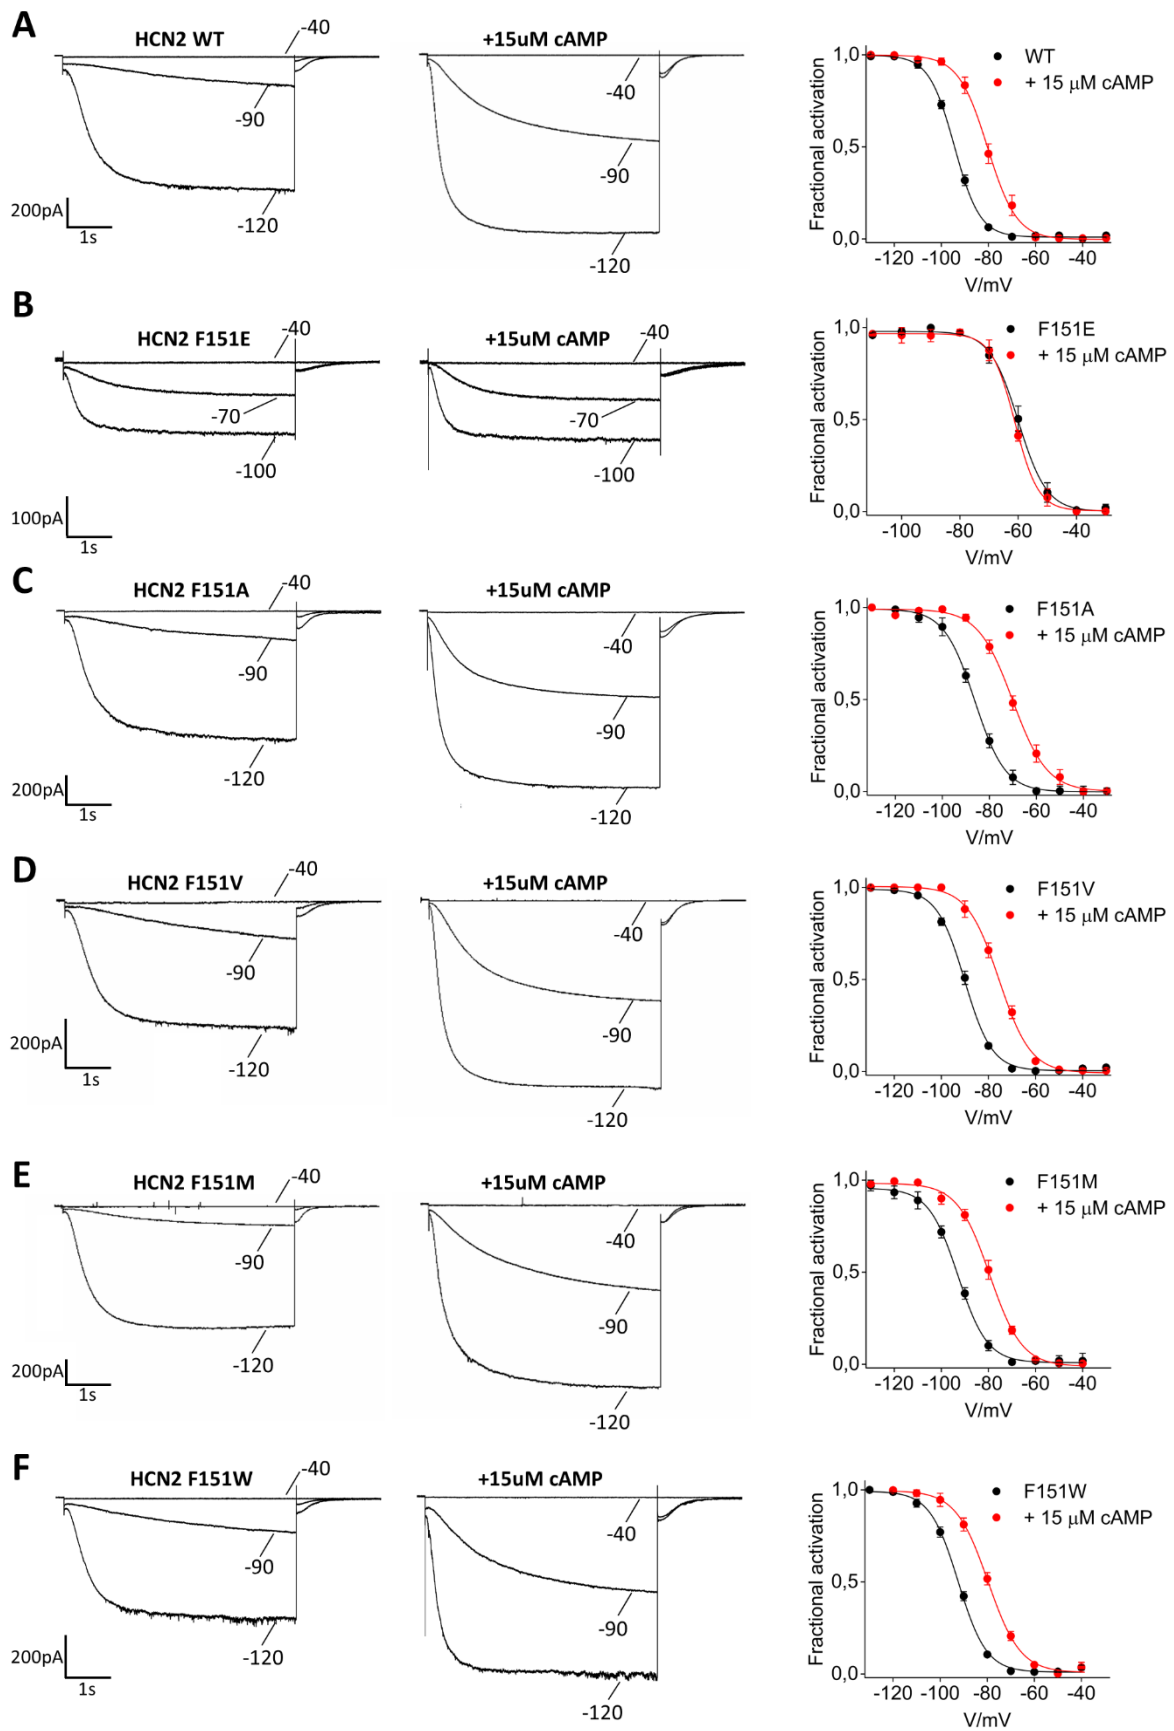 A
HCN2 WT
-40
-90
-120
200pA
1s
+15uM cAMP
-40
-90
-120
Fractional activation
1,0
0,5
0,0
WT
+ 15 μM cAMP
-120 -100 -80 -60 -40
V/mV
B
HCN2 F151E
-40
-70
-100
100pA
1s
+15uM cAMP
-40
-70
-100
Fractional activation
1,0
0,5
0,0
F151E
+ 15 μM cAMP
-100 -80 -60 -40
V/mV
C
HCN2 F151A
-40
-90
-120
200pA
1s
+15uM cAMP
-40
-90
-120
Fractional activation
1,0
0,5
0,0
F151A
+ 15 μM cAMP
-120 -100 -80 -60 -40
V/mV
D
HCN2 F151V
-40
-90
-120
200pA
1s
+15uM cAMP
-40
-90
-120
Fractional activation
1,0
0,5
0,0
F151V
+ 15 μM cAMP
-120 -100 -80 -60 -40
V/mV
E
HCN2 F151M
-40
-90
-120
200pA
1s
+15uM cAMP
-40
-90
-120
Fractional activation
1,0
0,5
0,0
F151M
+ 15 μM cAMP
-120 -100 -80 -60 -40
V/mV
F
HCN2 F151W
-40
-90
-120
200pA
1s
+15uM cAMP
-40
-90
-120
Fractional activation
1,0
0,5
0,0
F151W
+ 15 μM cAMP
-120 -100 -80 -60 -40
V/mV